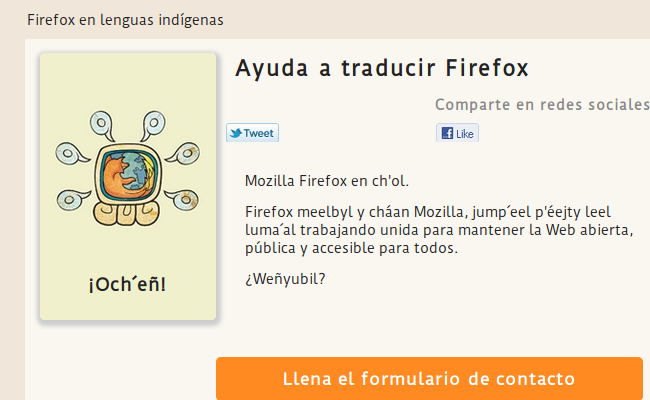 Firefox en lenguas indígenas
Ayuda a traducir Firefox
Comparte en redes sociales
Tweet
Like
¡Och´eñ!
Mozilla Firefox en ch'ol.
Firefox meelbyl y cháan Mozilla, jump´eel p'éejty leel
luma´al trabajando unida para mantener la Web abierta,
pública y accesible para todos.
¿Weñyubil?
Llena el formulario de contacto